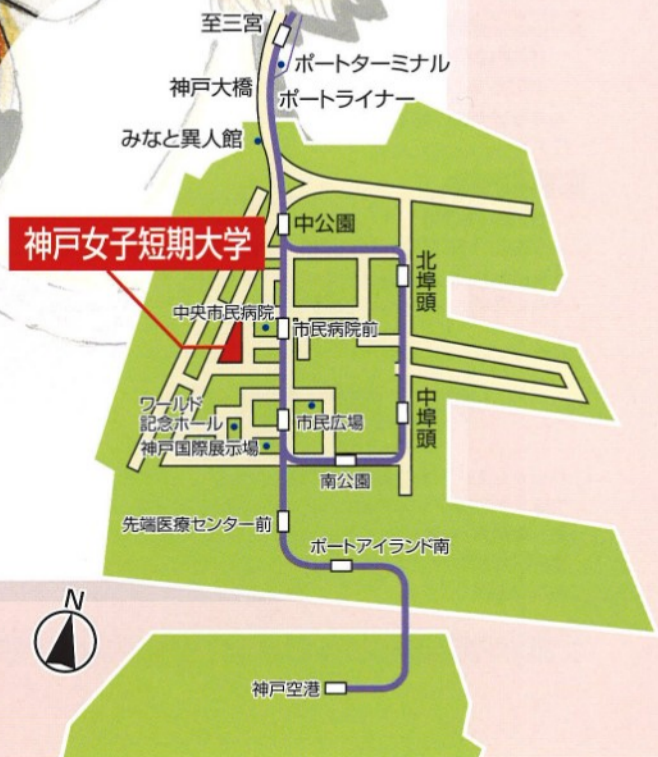 至三宮
ポートターミナル
神戸大橋
ポートライナー
みなと異人館
中公園
神戸女子短期大学
北埠頭
中央市民病院
市民病院前
ワールド
記念ホール
市民広場
中埠頭
神戸国際展示場
南公園
先端医療センター前
ポートアイランド南
N
神戸空港